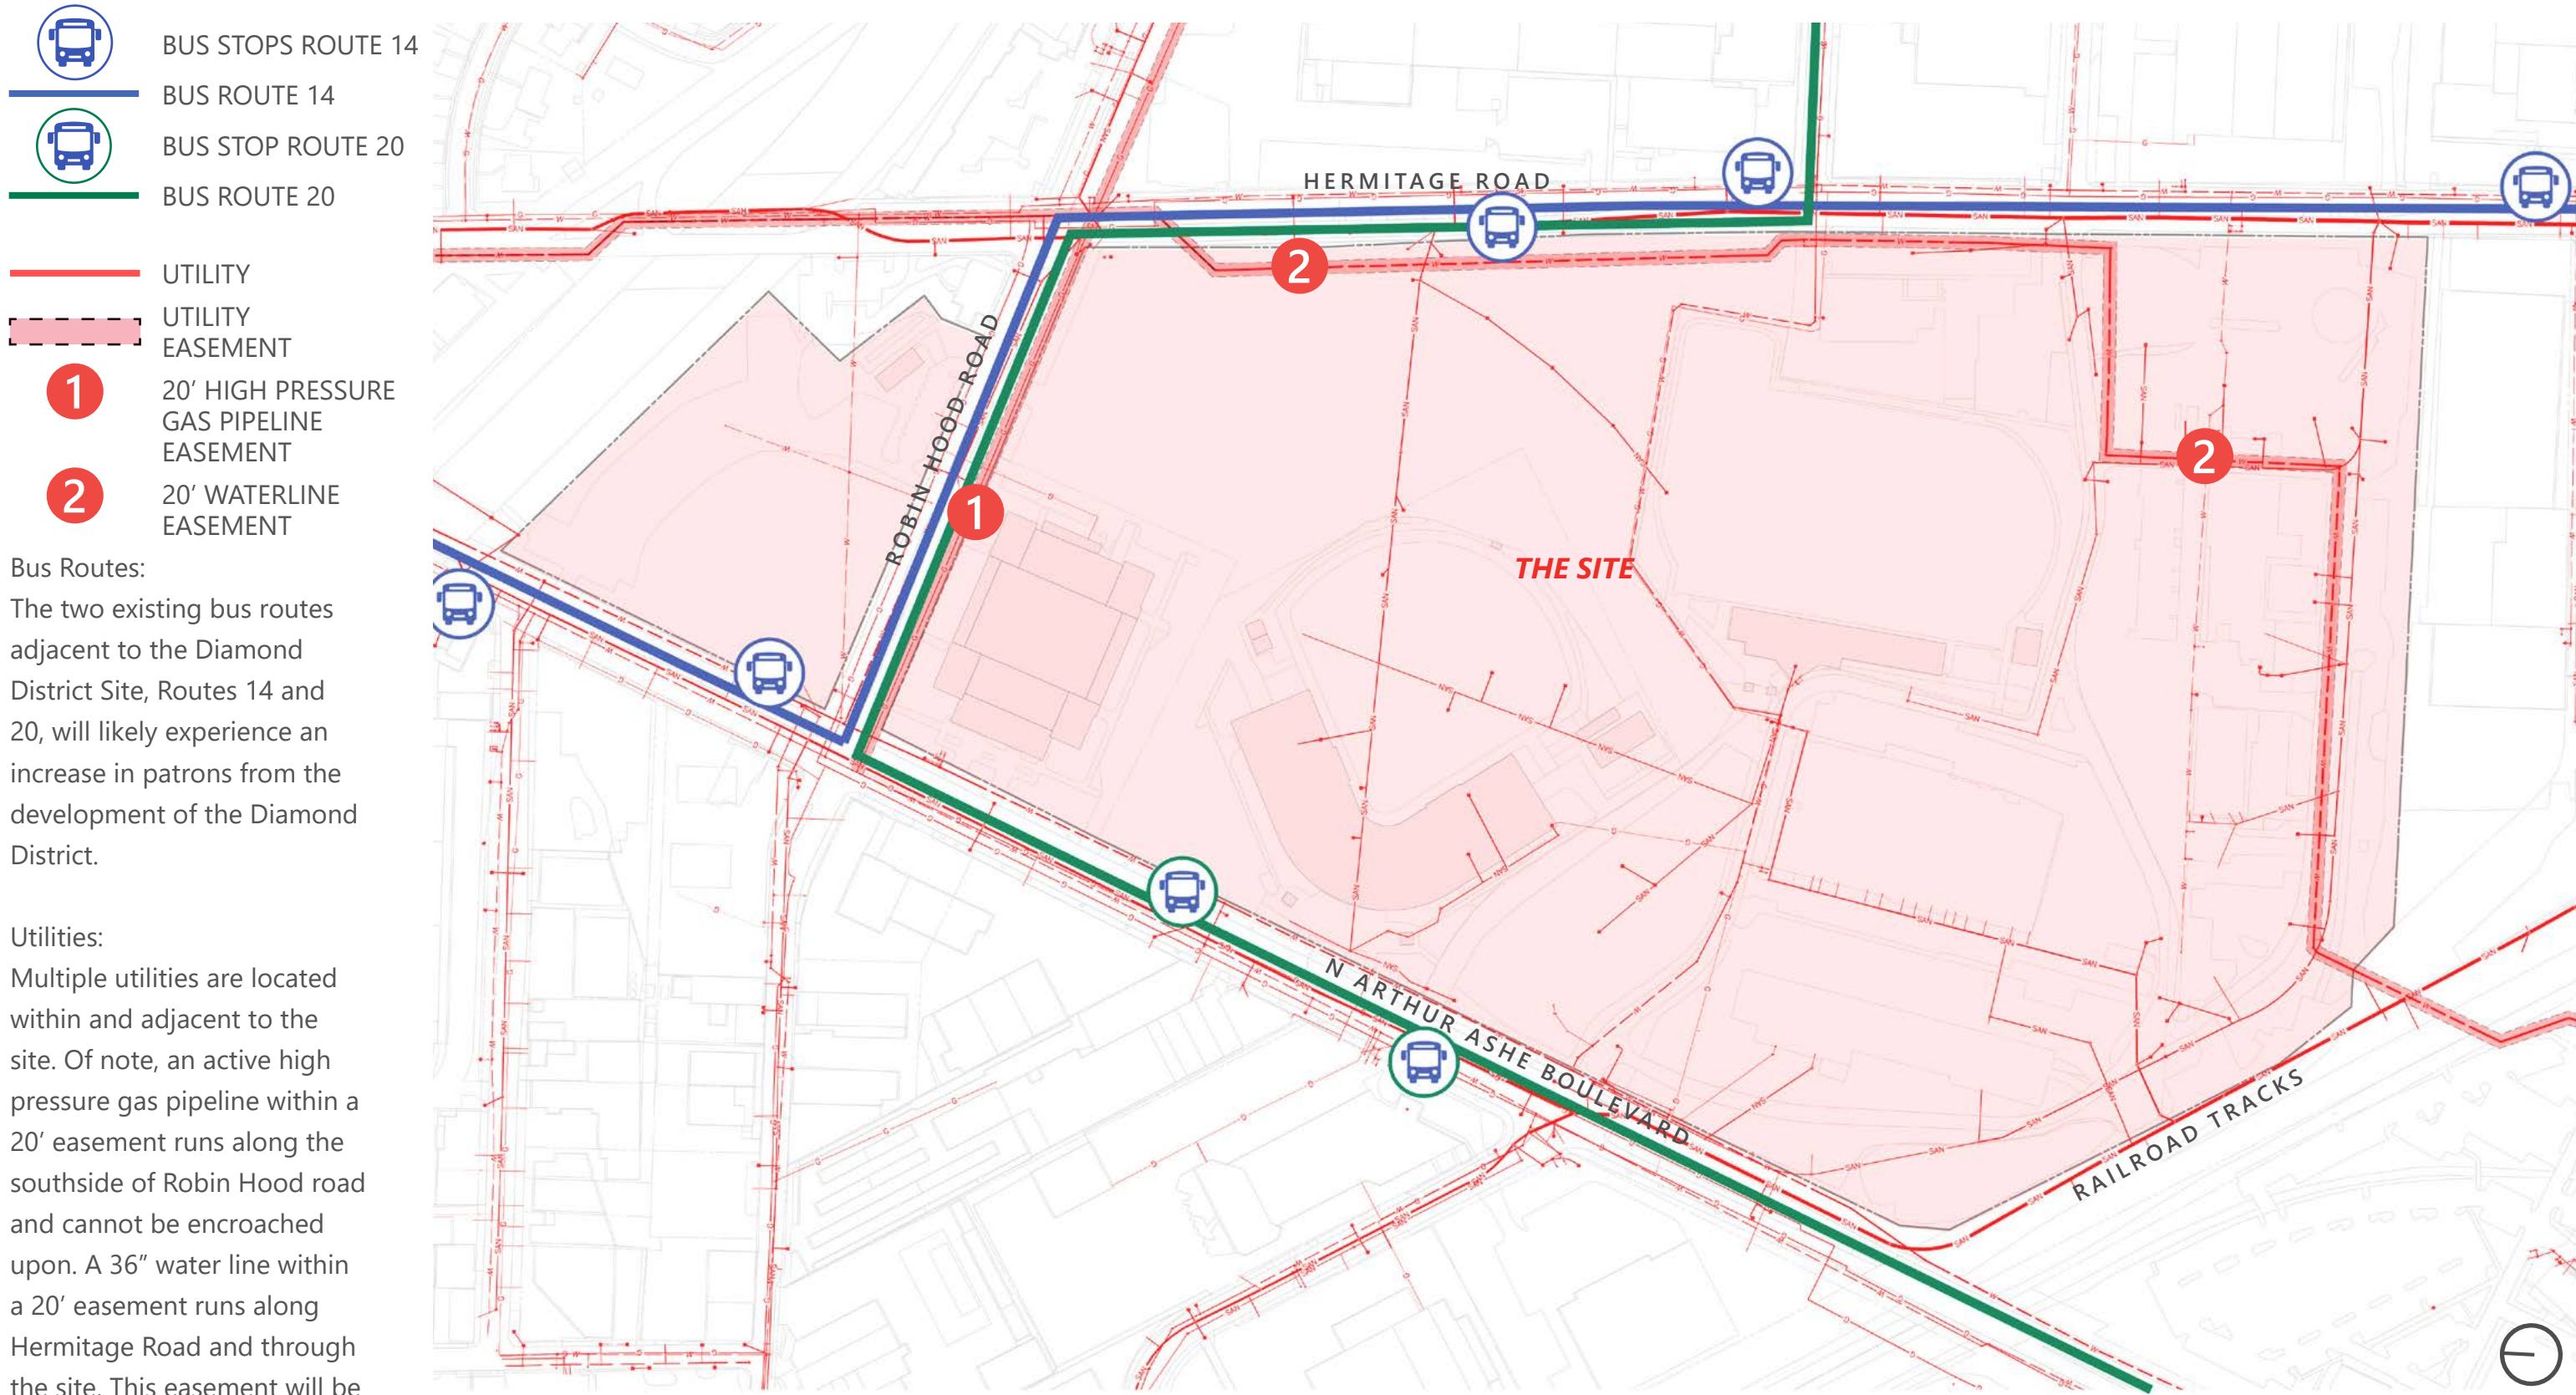 BUS STOPS ROUTE 14
BUS ROUTE 14
BUS STOP ROUTE 20
BUS ROUTE 20
UTILITY
UTILITY
EASEMENT
1
20’ HIGH PRESSURE
GAS PIPELINE
EASEMENT
2
20’ WATERLINE
EASEMENT
Bus Routes:
The two existing bus routes
adjacent to the Diamond
District Site, Routes 14 and
20, will likely experience an
increase in patrons from the
development of the Diamond
District.
Utilities:
Multiple utilities are located
within and adjacent to the
site. Of note, an active high
pressure gas pipeline within a
20’ easement runs along the
southside of Robin Hood road
and cannot be encroached
upon. A 36” water line within
a 20’ easement runs along
Hermitage Road and through
the site. This easement will be
HERMITAGE ROAD
2
ROBIN HOOD ROAD
1
2
THE SITE
N ARTHUR ASHE BOULEVARD
RAILROAD TRACKS